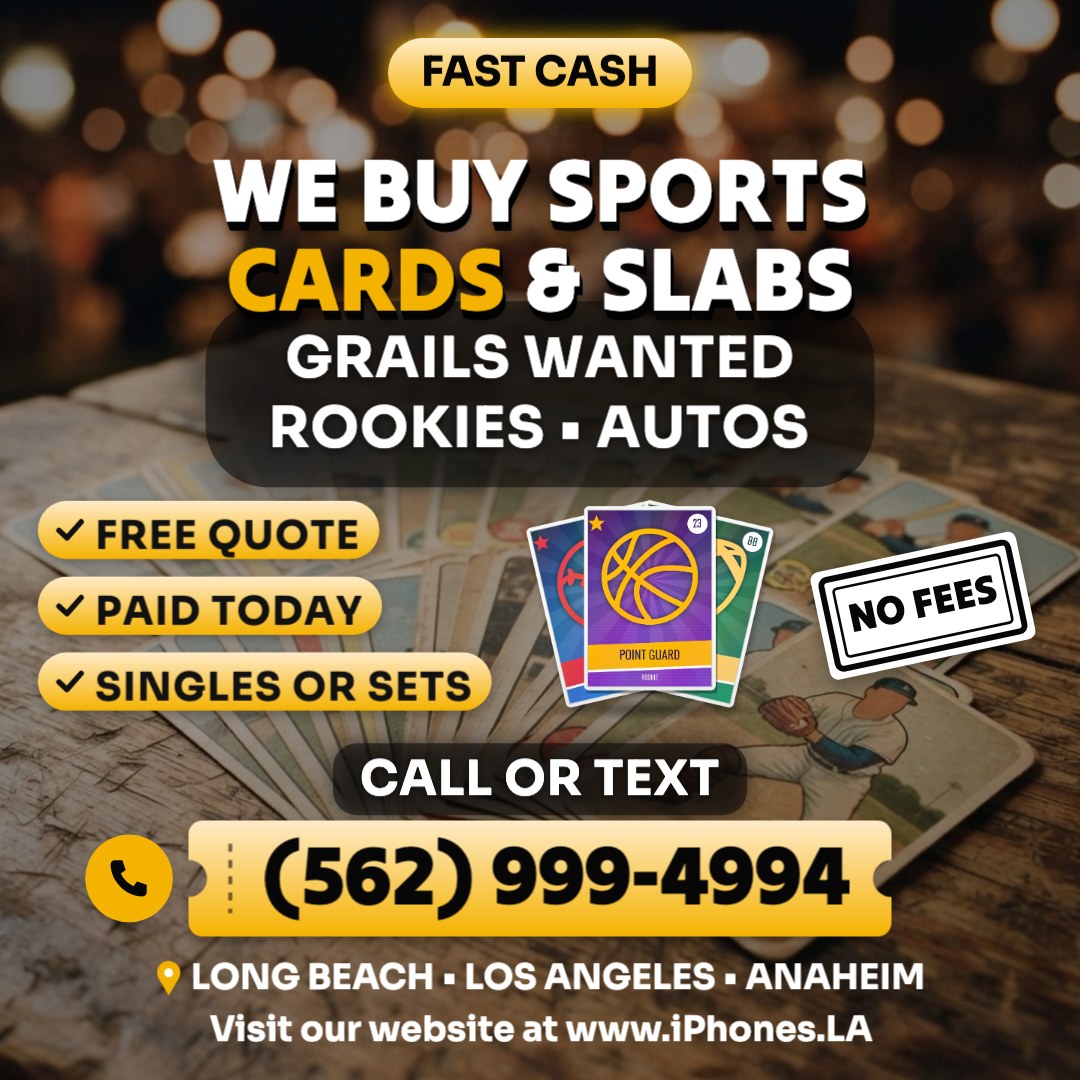 FAST CASH
WE BUY SPORTS
CARDS & SLABS
GRAILS WANTED
ROOKIES ▪ AUTOS
✓ FREE QUOTE
✓ PAID TODAY
✓ SINGLES OR SETS
23
88
POINT GUARD
ROOKIE
NO FEES
CALL OR TEXT
(562) 999-4994
LONG BEACH ▪ LOS ANGELES ▪ ANAHEIM
Visit our website at www.iPhones.LA